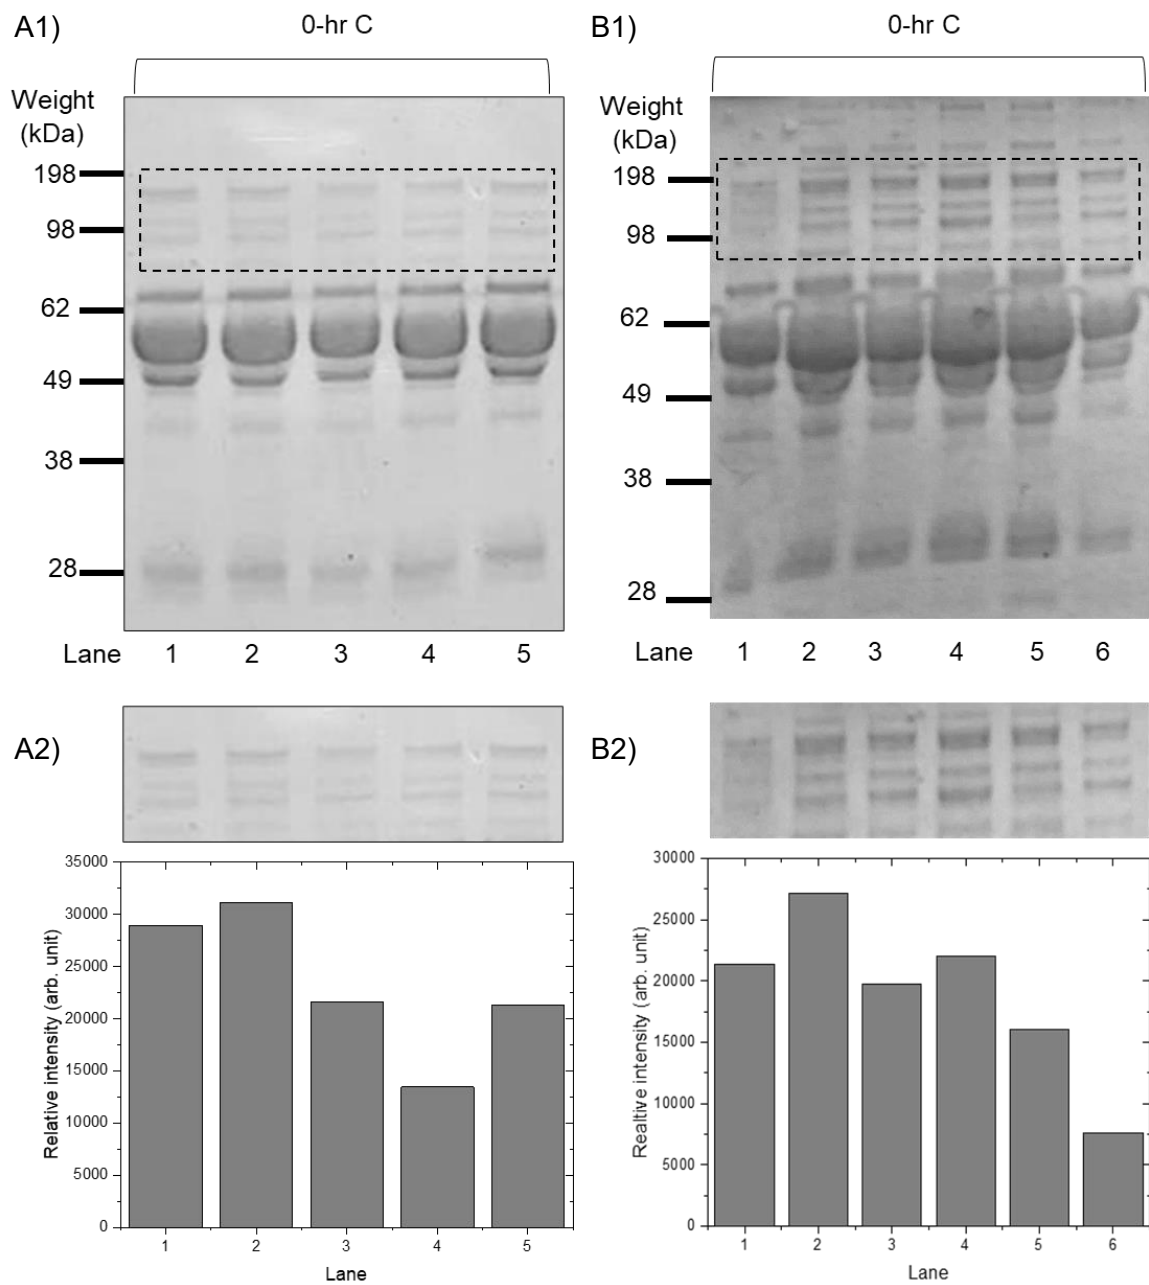 A1)
0-hr C
Weight
(kDa)
198
98
62
49
38
28
Lane 1 2 3 4 5
B1)
0-hr C
Weight
(kDa)
198
98
62
49
38
28
Lane 1 2 3 4 5 6
A2)
35000
30000
25000
20000
15000
10000
5000
0
Relative intensity (arb. unit)
1 2 3 4 5
Lane
B2)
30000
25000
20000
15000
10000
5000
0
Realtive intensity (arb. unit)
1 2 3 4 5 6
Lane